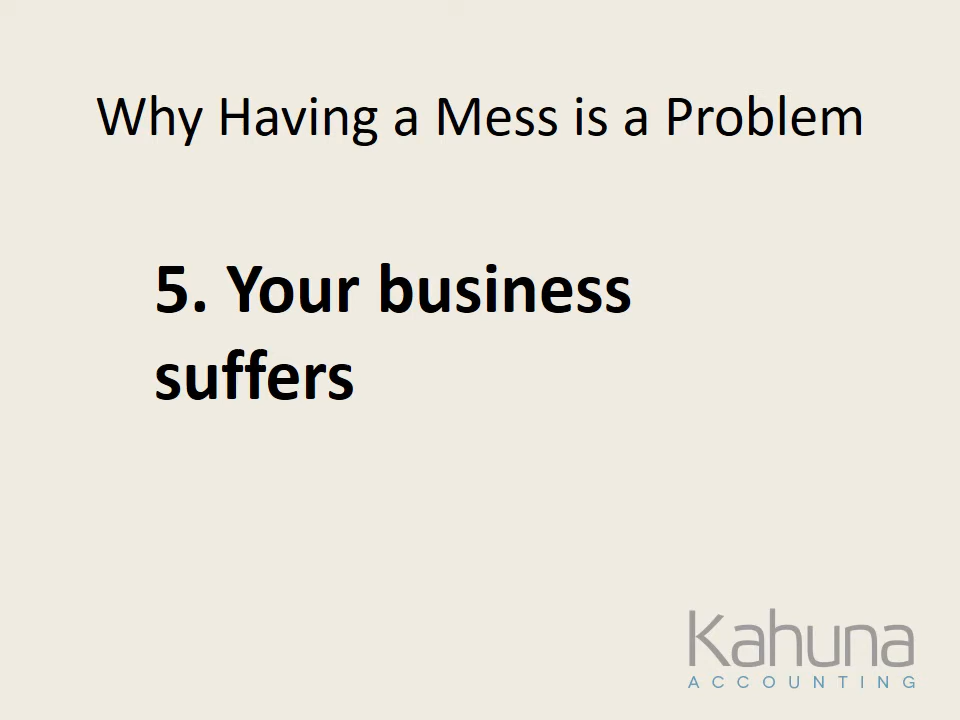 Why Having a Mess is a Problem
5. Your business
suffers
Kahuna
ACCOUNTING